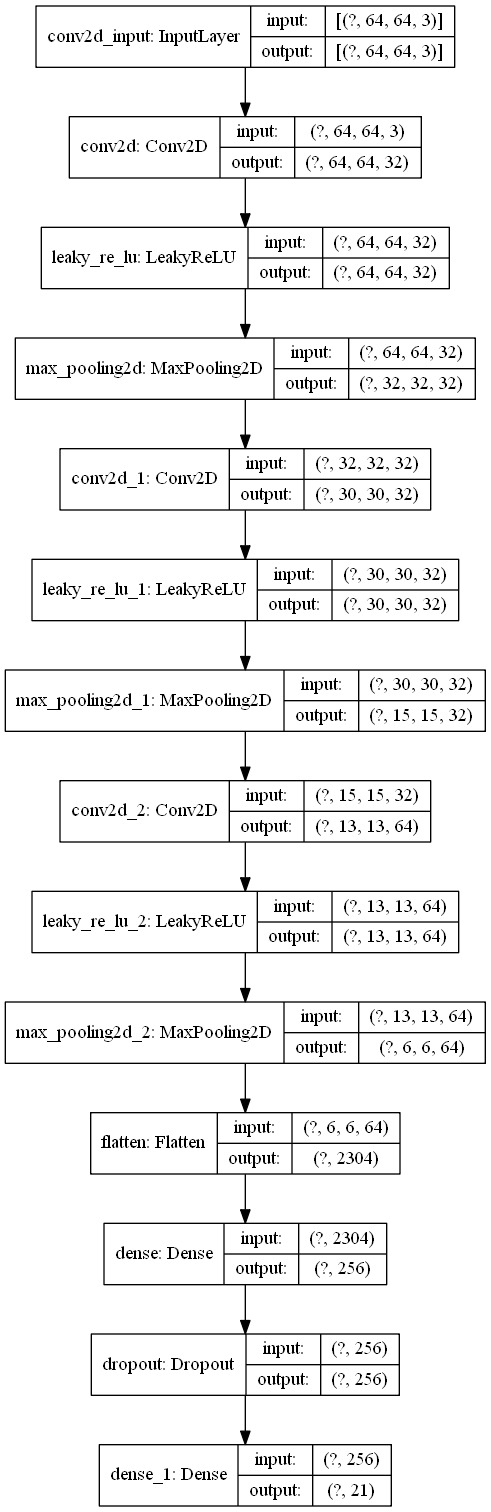 conv2d_input: InputLayer
input: [(?, 64, 64, 3)]
output: [(?, 64, 64, 3)]
conv2d: Conv2D
input: (?, 64, 64, 3)
output: (?, 64, 64, 32)
leaky_re_lu: LeakyReLU
input: (?, 64, 64, 32)
output: (?, 64, 64, 32)
max_pooling2d: MaxPooling2D
input: (?, 64, 64, 32)
output: (?, 32, 32, 32)
conv2d_1: Conv2D
input: (?, 32, 32, 32)
output: (?, 30, 30, 32)
leaky_re_lu_1: LeakyReLU
input: (?, 30, 30, 32)
output: (?, 30, 30, 32)
max_pooling2d_1: MaxPooling2D
input: (?, 30, 30, 32)
output: (?, 15, 15, 32)
conv2d_2: Conv2D
input: (?, 15, 15, 32)
output: (?, 13, 13, 64)
leaky_re_lu_2: LeakyReLU
input: (?, 13, 13, 64)
output: (?, 13, 13, 64)
max_pooling2d_2: MaxPooling2D
input: (?, 13, 13, 64)
output: (?, 6, 6, 64)
flatten: Flatten
input: (?, 6, 6, 64)
output: (?, 2304)
dense: Dense
input: (?, 2304)
output: (?, 256)
dropout: Dropout
input: (?, 256)
output: (?, 256)
dense_1: Dense
input: (?, 256)
output: (?, 21)